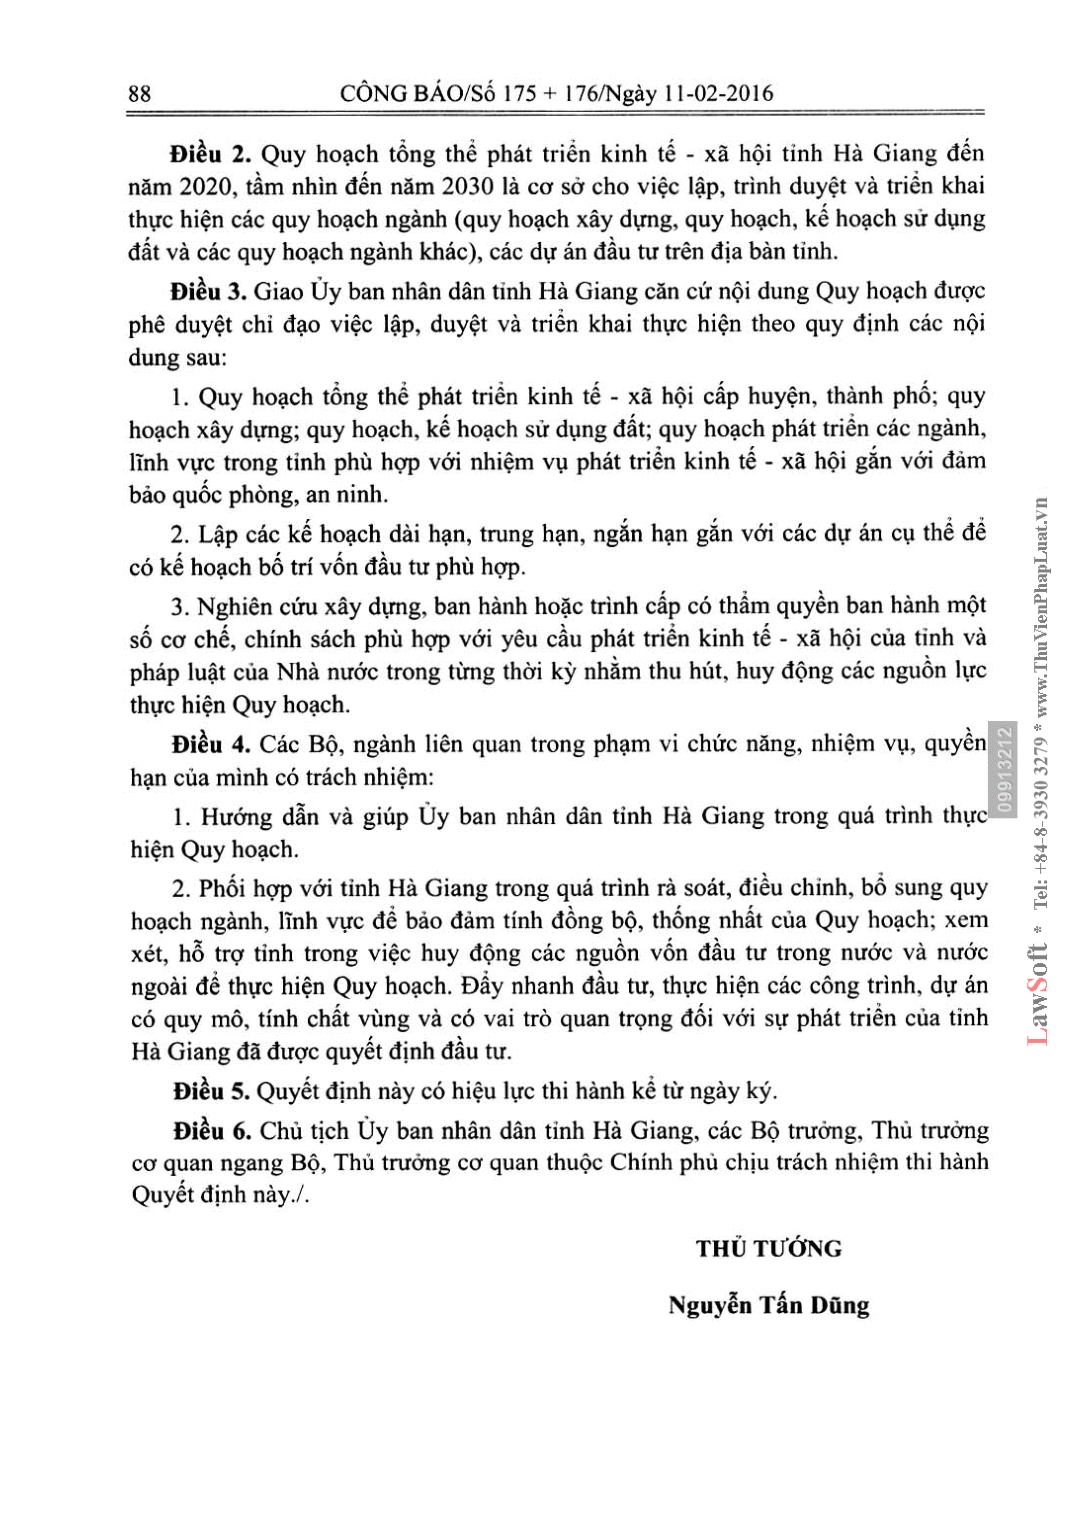 88
CÔNG BÁO/Số 175 + 176/Ngày 11-02-2016
Điều 2. Quy hoạch tổng thể phát triển kinh tế - xã hội tỉnh Hà Giang đến
năm 2020, tầm nhìn đến năm 2030 là cơ sở cho việc lập, trình duyệt và triển khai
thực hiện các quy hoạch ngành (quy hoạch xây dựng, quy hoạch, kế hoạch sử dụng
đất và các quy hoạch ngành khác), các dự án đầu tư trên địa bàn tỉnh.
Điều 3. Giao Ủy ban nhân dân tỉnh Hà Giang căn cứ nội dung Quy hoạch được
phê duyệt chỉ đạo việc lập, duyệt và triển khai thực hiện theo quy định các nội
dung sau:
1. Quy hoạch tổng thể phát triển kinh tế - xã hội cấp huyện, thành phố; quy
hoạch xây dựng; quy hoạch, kế hoạch sử dụng đất; quy hoạch phát triển các ngành,
lĩnh vực trong tỉnh phù hợp với nhiệm vụ phát triển kinh tế - xã hội gắn với đảm
bảo quốc phòng, an ninh.
2. Lập các kế hoạch dài hạn, trung hạn, ngắn hạn gắn với các dự án cụ thể để
có kế hoạch bố trí vốn đầu tư phù hợp.
3. Nghiên cứu xây dựng, ban hành hoặc trình cấp có thẩm quyền ban hành một
số cơ chế, chính sách phù hợp với yêu cầu phát triển kinh tế - xã hội của tỉnh và
pháp luật của Nhà nước trong từng thời kỳ nhằm thu hút, huy động các nguồn lực
thực hiện Quy hoạch.
Điều 4. Các Bộ, ngành liên quan trong phạm vi chức năng, nhiệm vụ, quyền
hạn của mình có trách nhiệm:
1. Hướng dẫn và giúp Ủy ban nhân dân tỉnh Hà Giang trong quá trình thực
hiện Quy hoạch.
2. Phối hợp với tỉnh Hà Giang trong quá trình rà soát, điều chỉnh, bổ sung quy
hoạch ngành, lĩnh vực để bảo đảm tính đồng bộ, thống nhất của Quy hoạch; xem
xét, hỗ trợ tỉnh trong việc huy động các nguồn vốn đầu tư trong nước và nước
ngoài để thực hiện Quy hoạch. Đẩy nhanh đầu tư, thực hiện các công trình, dự án
có quy mô, tính chất vùng và có vai trò quan trọng đối với sự phát triển của tỉnh
Hà Giang đã được quyết định đầu tư.
Điều 5. Quyết định này có hiệu lực thi hành kể từ ngày ký.
Điều 6. Chủ tịch Ủy ban nhân dân tỉnh Hà Giang, các Bộ trưởng, Thủ trưởng
cơ quan ngang Bộ, Thủ trưởng cơ quan thuộc Chính phủ chịu trách nhiệm thi hành
Quyết định này./.
THỦ TƯỚNG
Nguyễn Tấn Dũng
09913212
LawSoft * Tel: +84-8-3930 3279 * www.ThuVienPhapLuat.vn